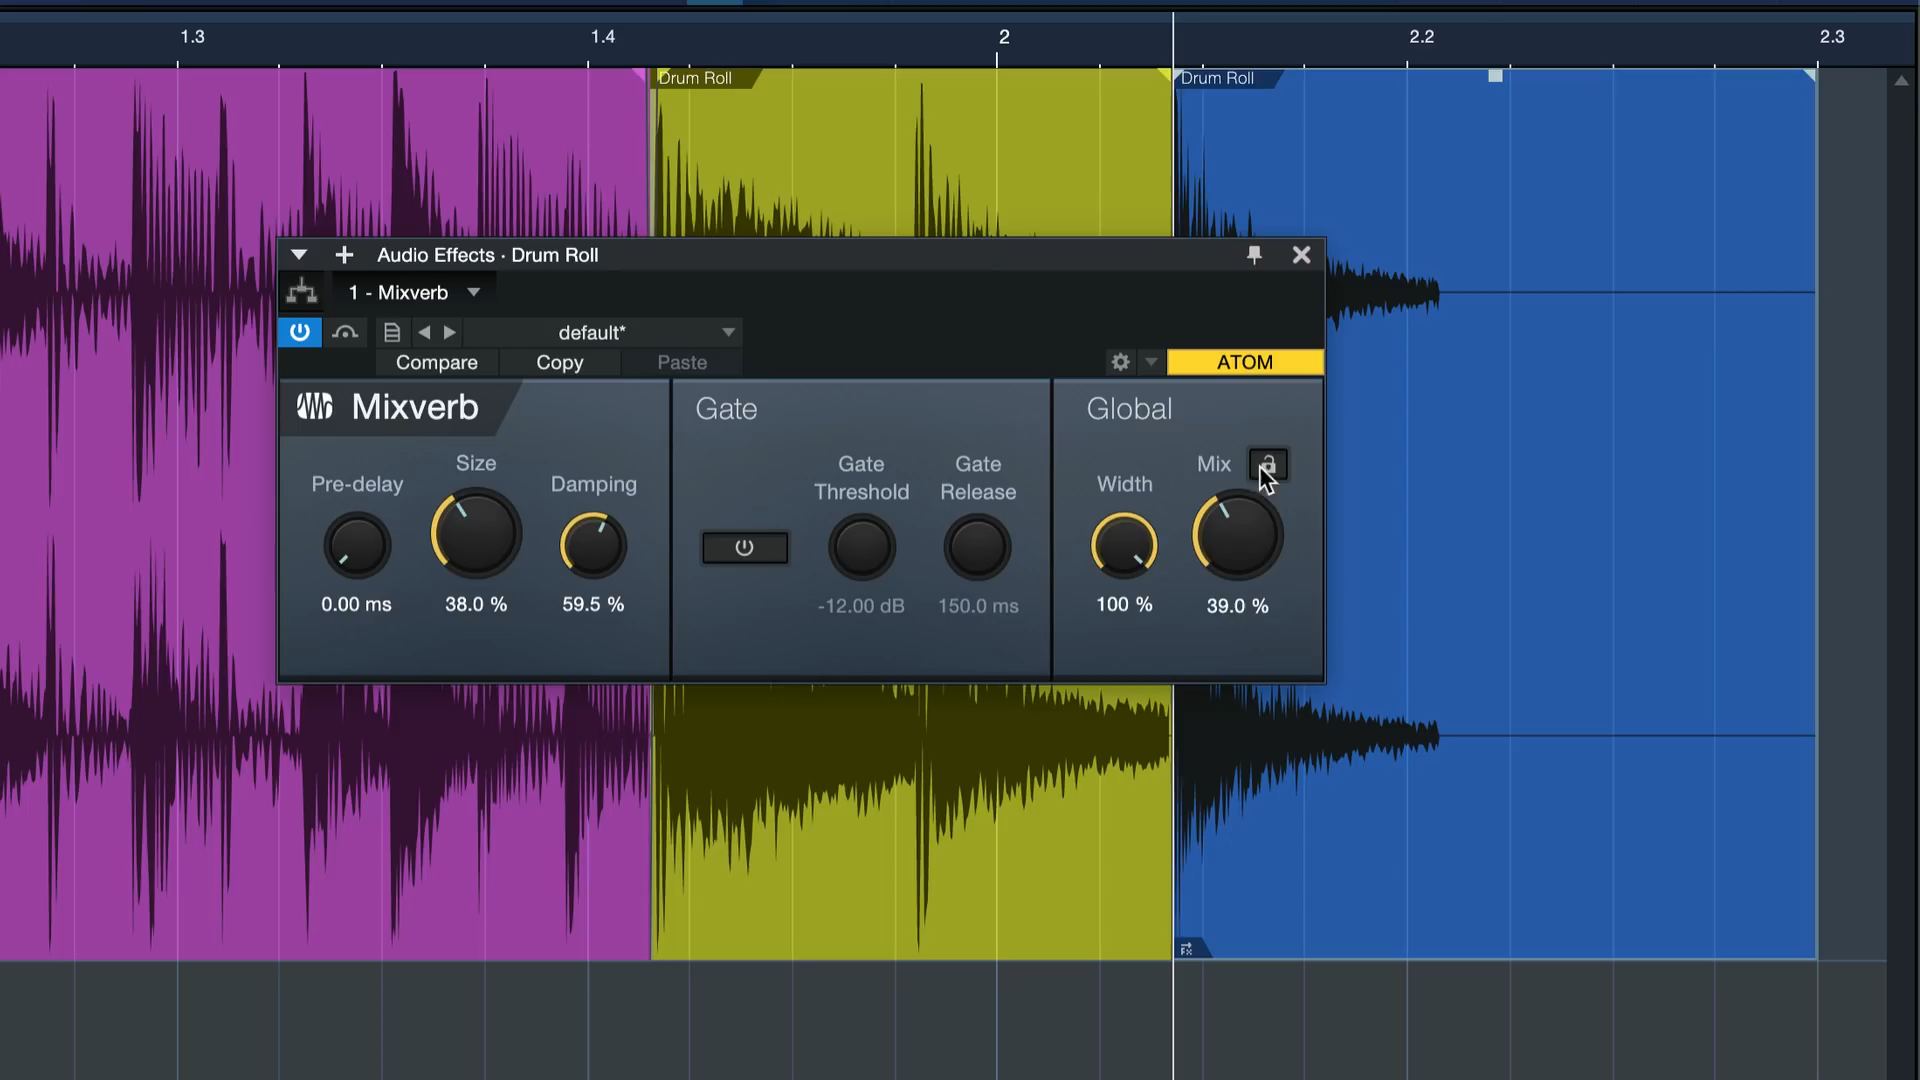 1.3 1.4 2 2.2 2.3
Drum Roll Drum Roll
Audio Effects · Drum Roll
1 - Mixverb
default*
Compare Copy Paste ATOM
Mixverb Gate Global
Pre-delay Size Damping
Gate Threshold
Gate Release
Width Mix
0.00 ms 38.0 % 59.5 % -12.00 dB 150.0 ms 100 % 39.0 %
FX